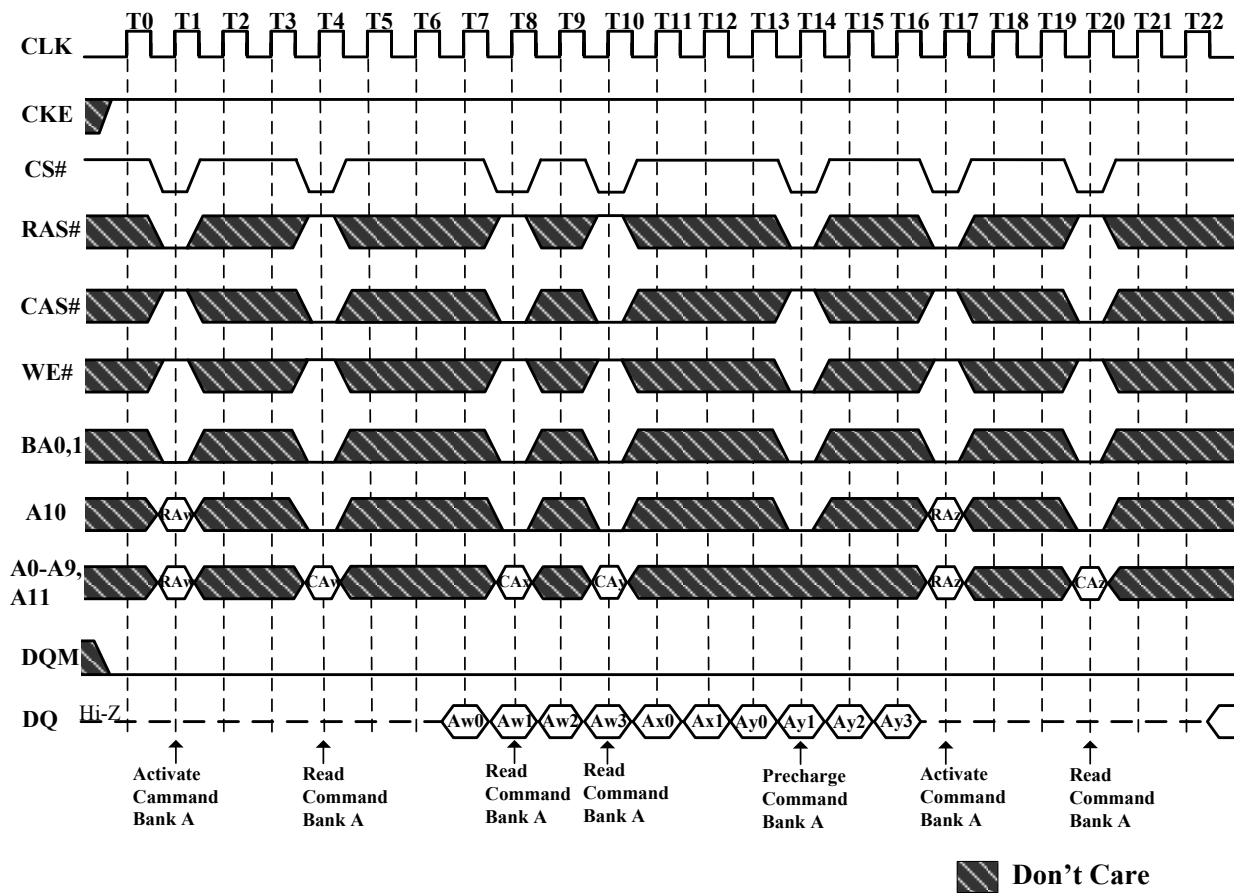 T0 T1 T2 T3 T4 T5 T6 T7 T8 T9 T10 T11 T12 T13 T14 T15 T16 T17 T18 T19 T20 T21 T22
CLK
CKE
CS#
RAS#
CAS#
WE#
BA0,1
A10 RAw RAz
A0-A9,
A11
RAw CAw CAx CAy RAz CAz
DQM
DQ Hi-Z Aw0 Aw1 Aw2 Aw3 Ax0 Ax1 Ay0 Ay1 Ay2 Ay3
Activate
Cammand
Bank A
Read
Command
Bank A
Read
Command
Bank A
Read
Command
Bank A
Precharge
Command
Bank A
Activate
Command
Bank A
Read
Command
Bank A
Don't Care